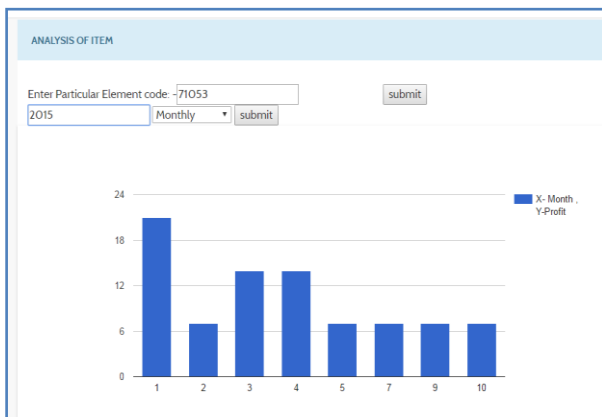 ANALYSIS OF ITEM
Enter Particular Element code: -71053 submit
2015 Monthly submit
X- Month ,
Y-Profit
24
18
12
6
0
1 2 3 4 5 7 9 10